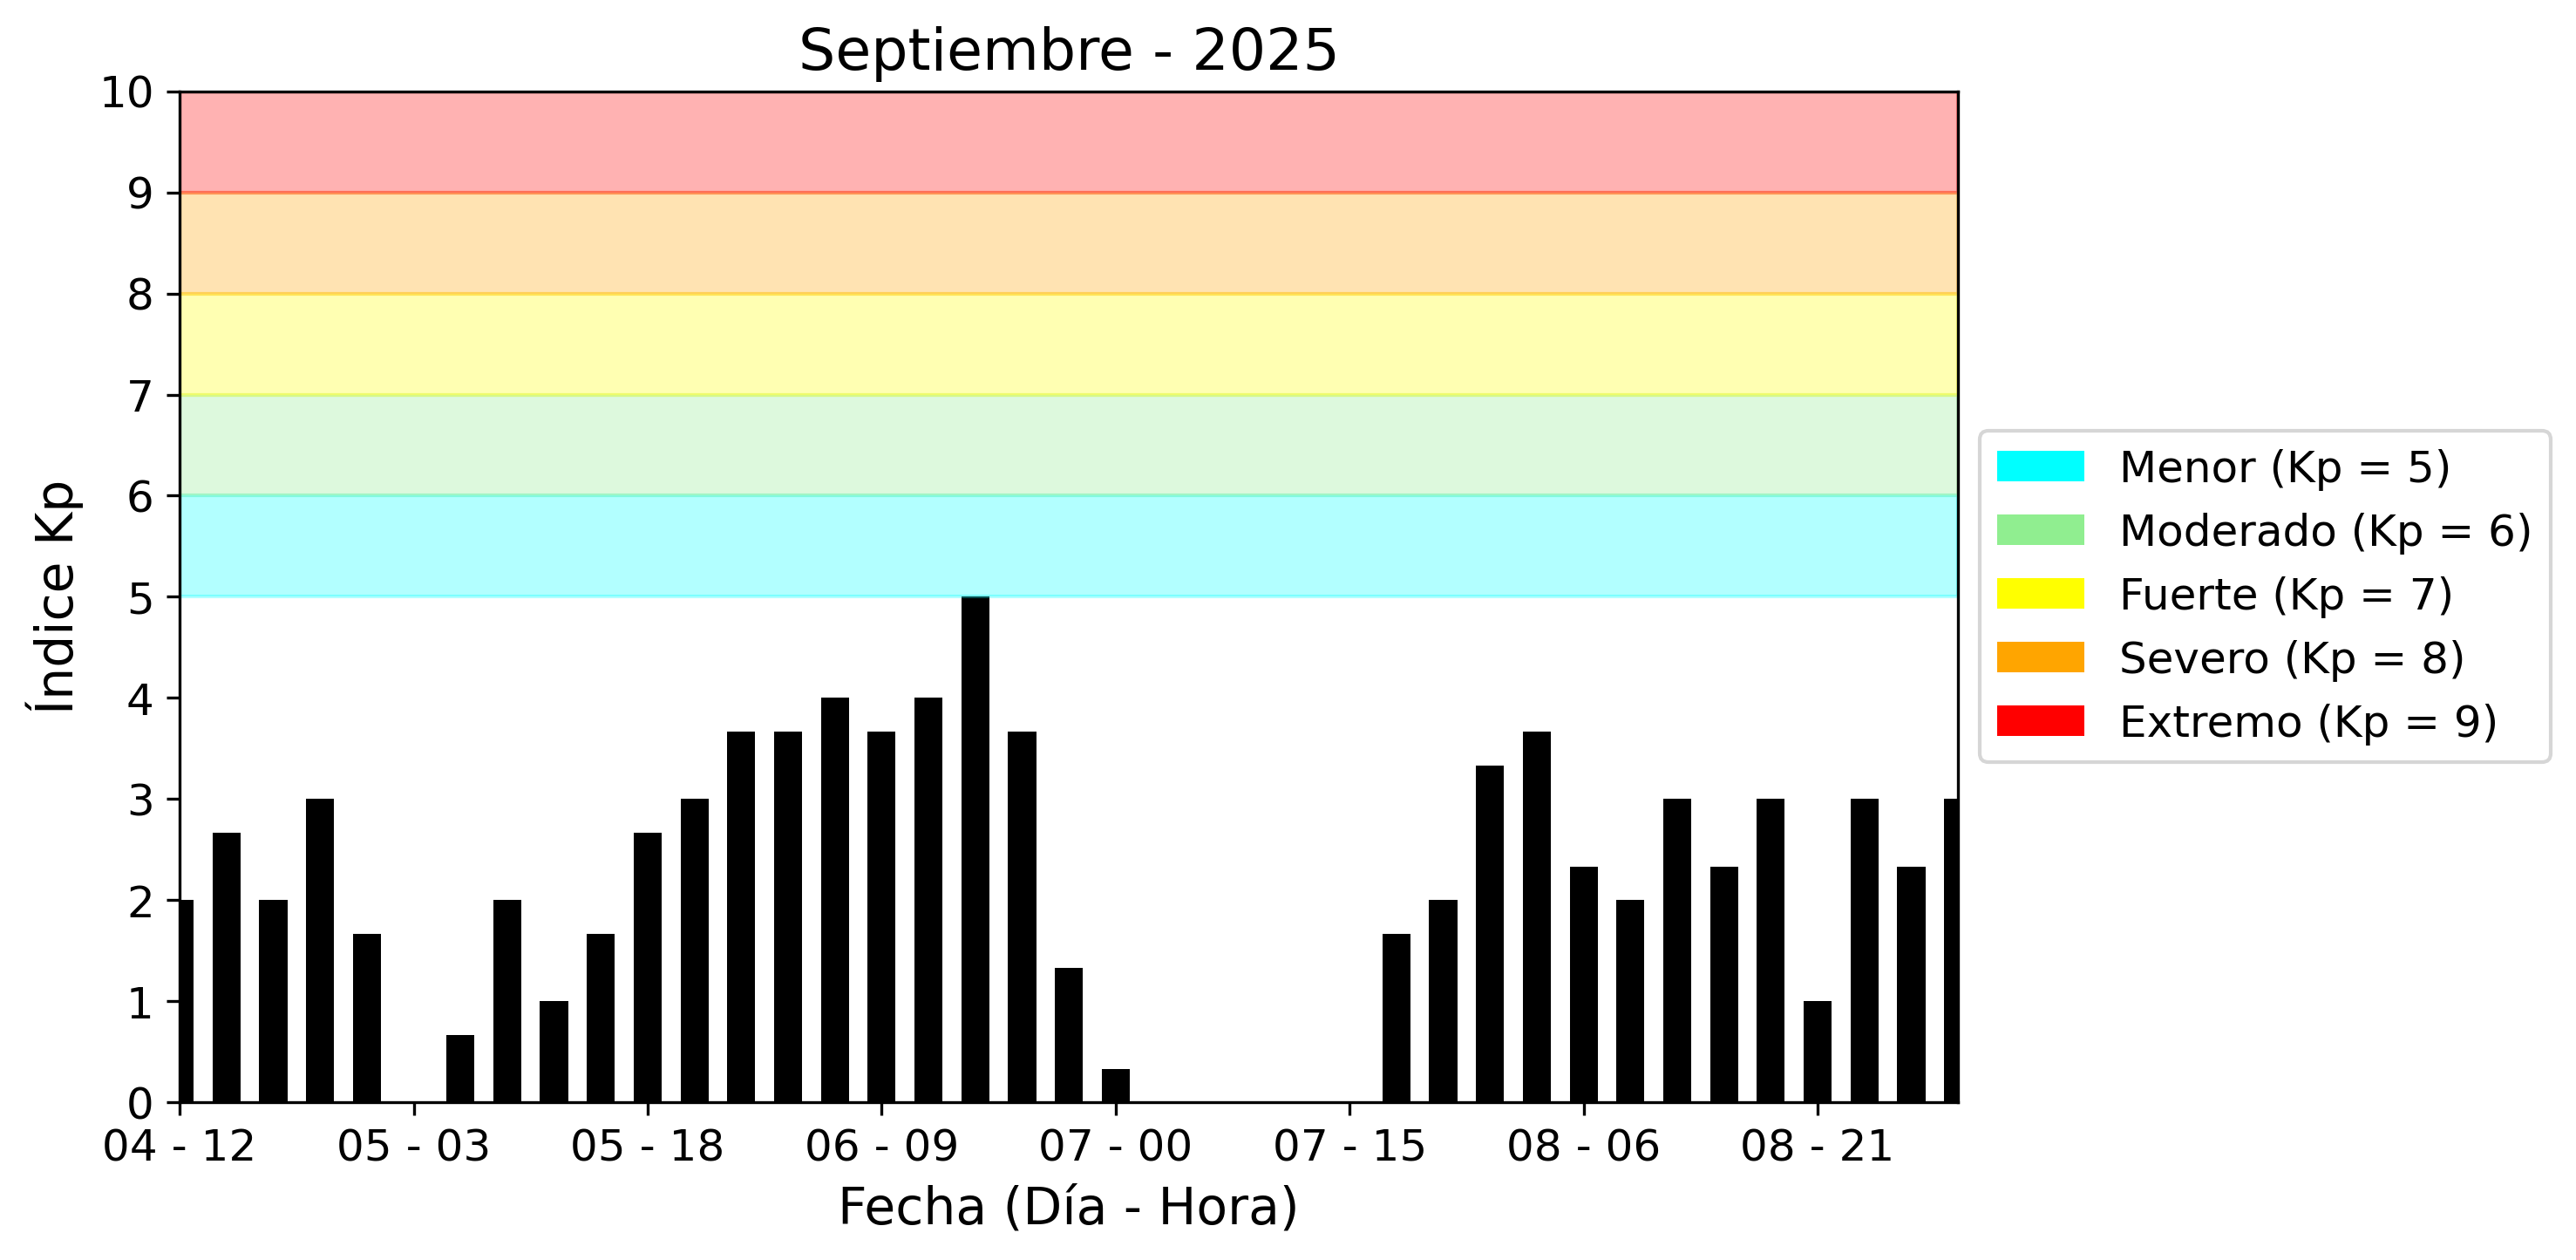 Septiembre - 2025
10
9
8
7
6
5
4
3
2
1
0
Índice Kp
04 - 12
05 - 03
05 - 18
06 - 09
07 - 00
07 - 15
08 - 06
08 - 21
Fecha (Día - Hora)
Menor (Kp = 5)
Moderado (Kp = 6)
Fuerte (Kp = 7)
Severo (Kp = 8)
Extremo (Kp = 9)